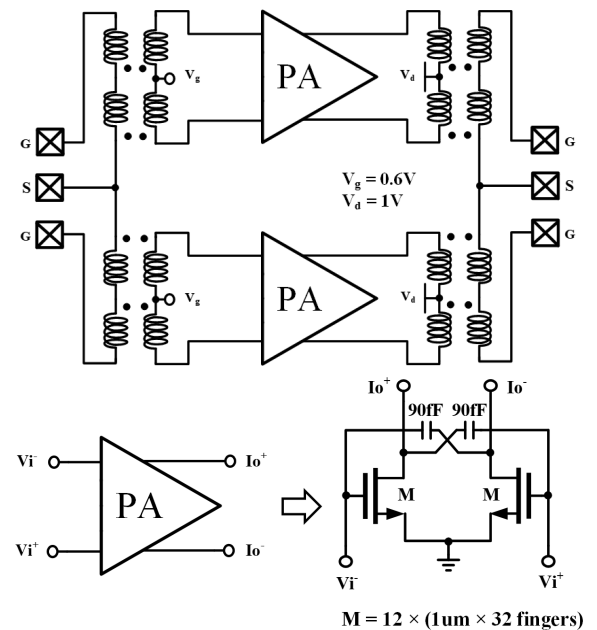 PA
Vg
Vd
G
G
S
S
Vg = 0.6V
Vd = 1V
G
G
PA
Vg
Vd
Io+ Io-
90fF 90fF
Vi- Io+
PA
M M
Vi+ Io-
Vi- Vi+
M = 12 × (1um × 32 fingers)